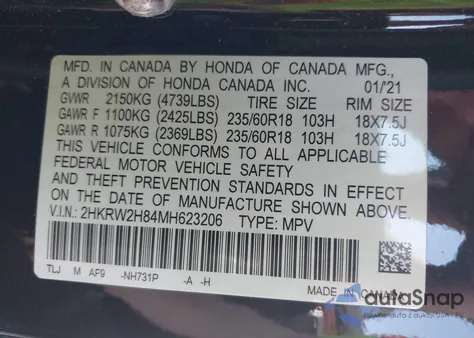 MFD. IN CANADA BY HONDA OF CANADA MFG.,
A DIVISION OF HONDA CANADA INC. 01/21
GVWR 2150KG (4739LBS) TIRE SIZE RIM SIZE
GAWR F 1100KG (2425LBS) 235/60R18 103H 18X7.5J
GAWR R 1075KG (2369LBS) 235/60R18 103H 18X7.5J
THIS VEHICLE CONFORMS TO ALL APPLICABLE
FEDERAL MOTOR VEHICLE SAFETY
AND THEFT PREVENTION STANDARDS IN EFFECT
ON THE DATE OF MANUFACTURE SHOWN ABOVE.
V.I.N.: 2HKRW2H84MH623206 TYPE: MPV
TLJ M AF9 -NH731P -A -H
MADE IN CANADA
autoSnap